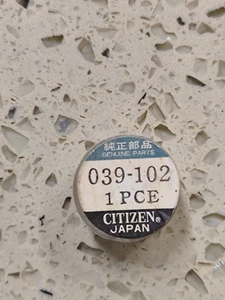 純正部品
GENUINE PARTS
039-102
1 PCE
CITIZEN®
JAPAN